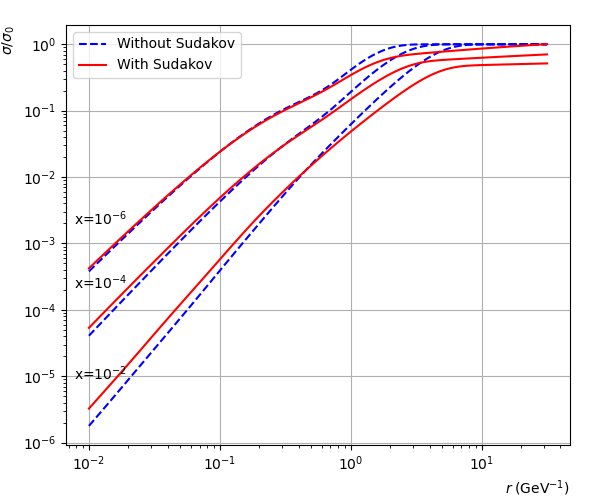 σ/σ₀
Without Sudakov
With Sudakov
10⁰
10⁻¹
10⁻²
10⁻³
10⁻⁴
10⁻⁵
10⁻⁶
x=10⁻⁶
x=10⁻⁴
x=10⁻²
10⁻² 10⁻¹ 10⁰ 10¹
r (GeV⁻¹)